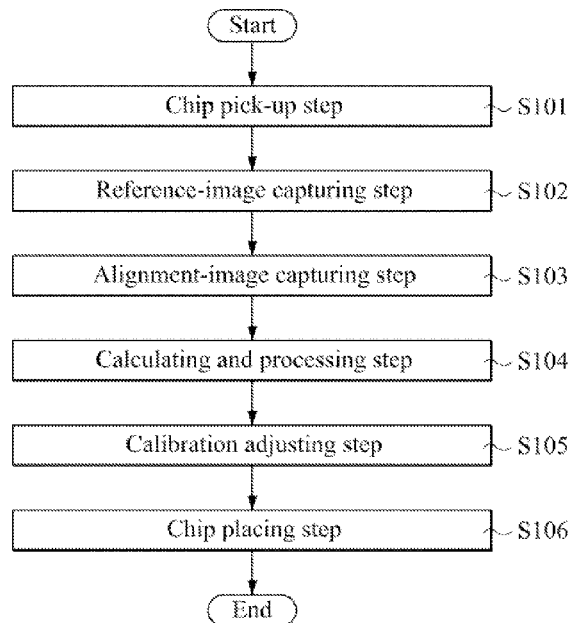 Start
Chip pick-up step S101
Reference-image capturing step S102
Alignment-image capturing step S103
Calculating and processing step S104
Calibration adjusting step S105
Chip placing step S106
End